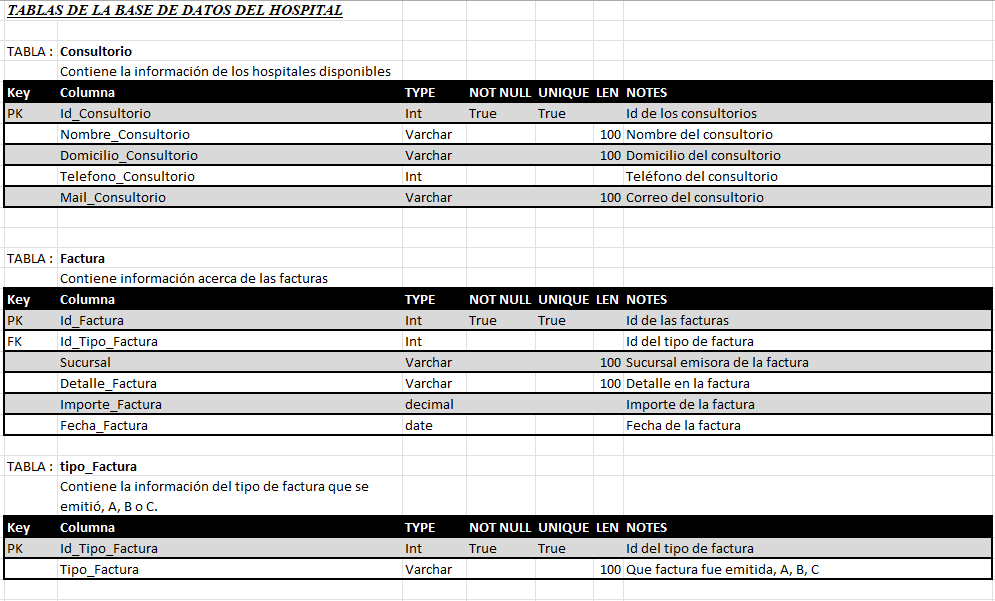 TABLAS DE LA BASE DE DATOS DEL HOSPITAL
TABLA : Consultorio
Contiene la información de los hospitales disponibles
Key Columna TYPE NOT NULL UNIQUE LEN NOTES
PK Id_Consultorio Int True True Id de los consultorios
Nombre_Consultorio Varchar 100 Nombre del consultorio
Domicilio_Consultorio Varchar 100 Domicilio del consultorio
Telefono_Consultorio Int Teléfono del consultorio
Mail_Consultorio Varchar 100 Correo del consultorio
TABLA : Factura
Contiene información acerca de las facturas
Key Columna TYPE NOT NULL UNIQUE LEN NOTES
PK Id_Factura Int True True Id de las facturas
FK Id_Tipo_Factura Int Id del tipo de factura
Sucursal Varchar 100 Sucursal emisora de la factura
Detalle_Factura Varchar 100 Detalle en la factura
Importe_Factura decimal Importe de la factura
Fecha_Factura date Fecha de la factura
TABLA : tipo_Factura
Contiene la información del tipo de factura que se
emitió, A, B o C.
Key Columna TYPE NOT NULL UNIQUE LEN NOTES
PK Id_Tipo_Factura Int True True Id del tipo de factura
Tipo_Factura Varchar 100 Que factura fue emitida, A, B, C